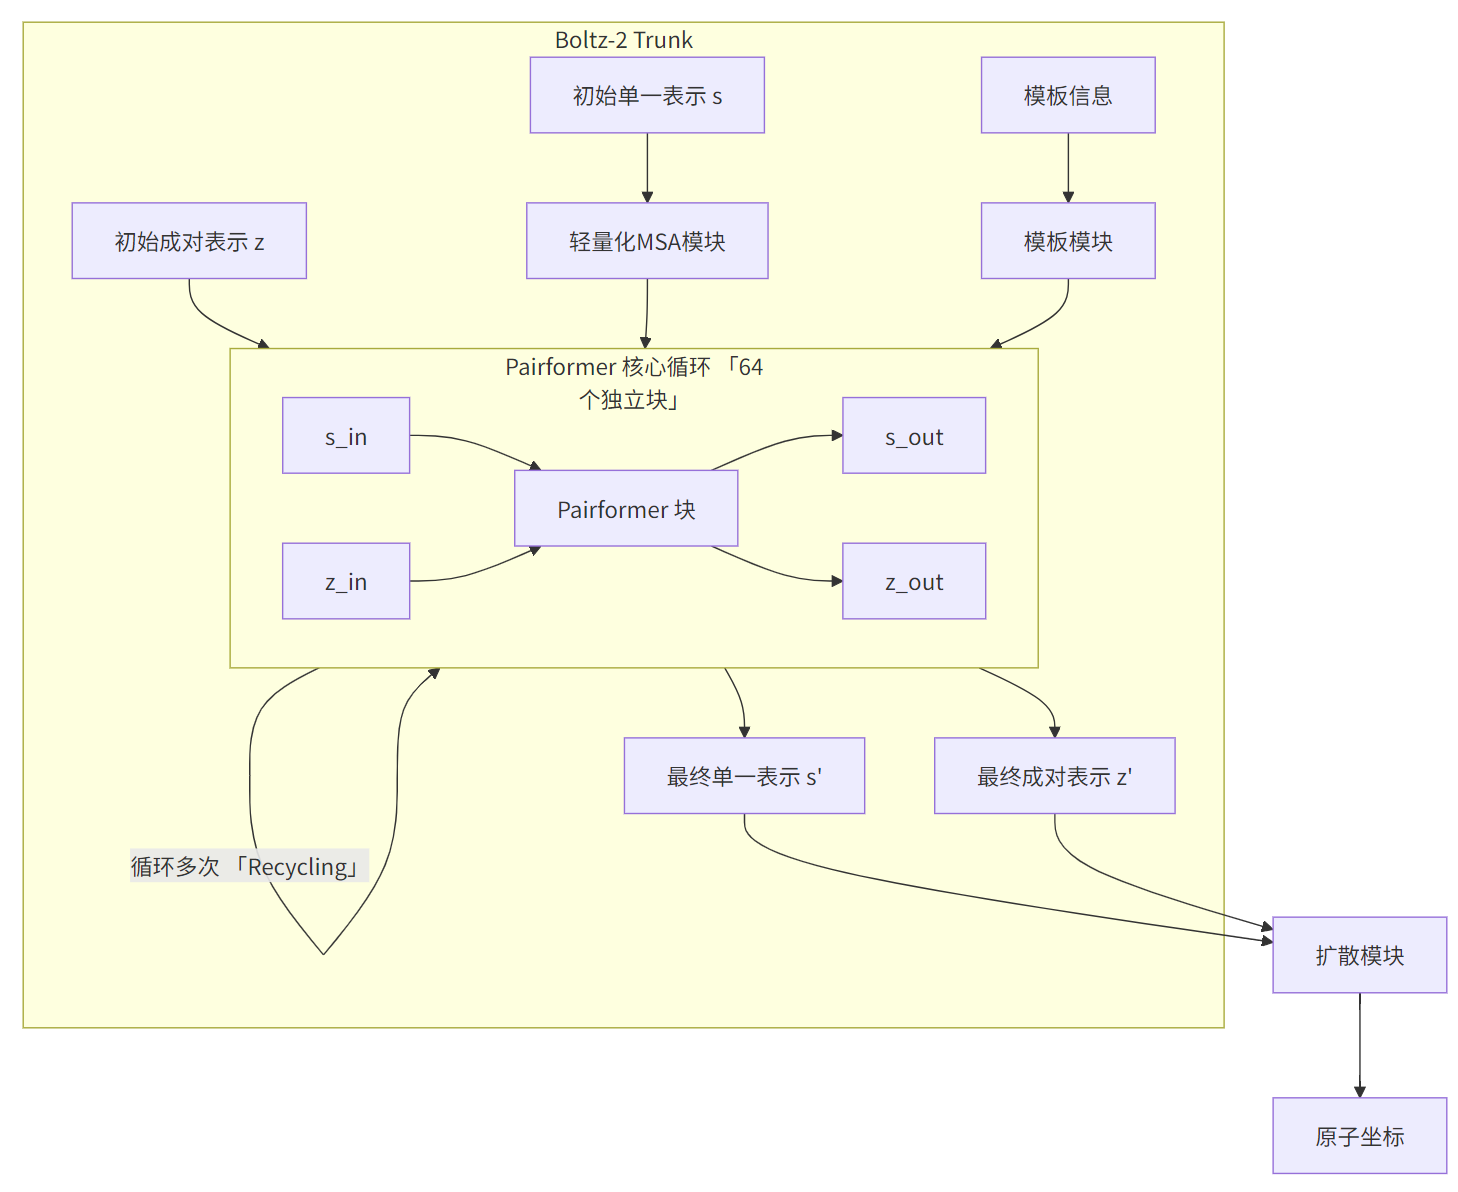 Boltz-2 Trunk
初始单一表示 s
模板信息
初始成对表示 z
轻量化MSA模块
模板模块
Pairformer 核心循环 「64
个独立块」
s_in
s_out
Pairformer 块
z_in
z_out
最终单一表示 s'
最终成对表示 z'
循环多次 「Recycling」
扩散模块
原子坐标